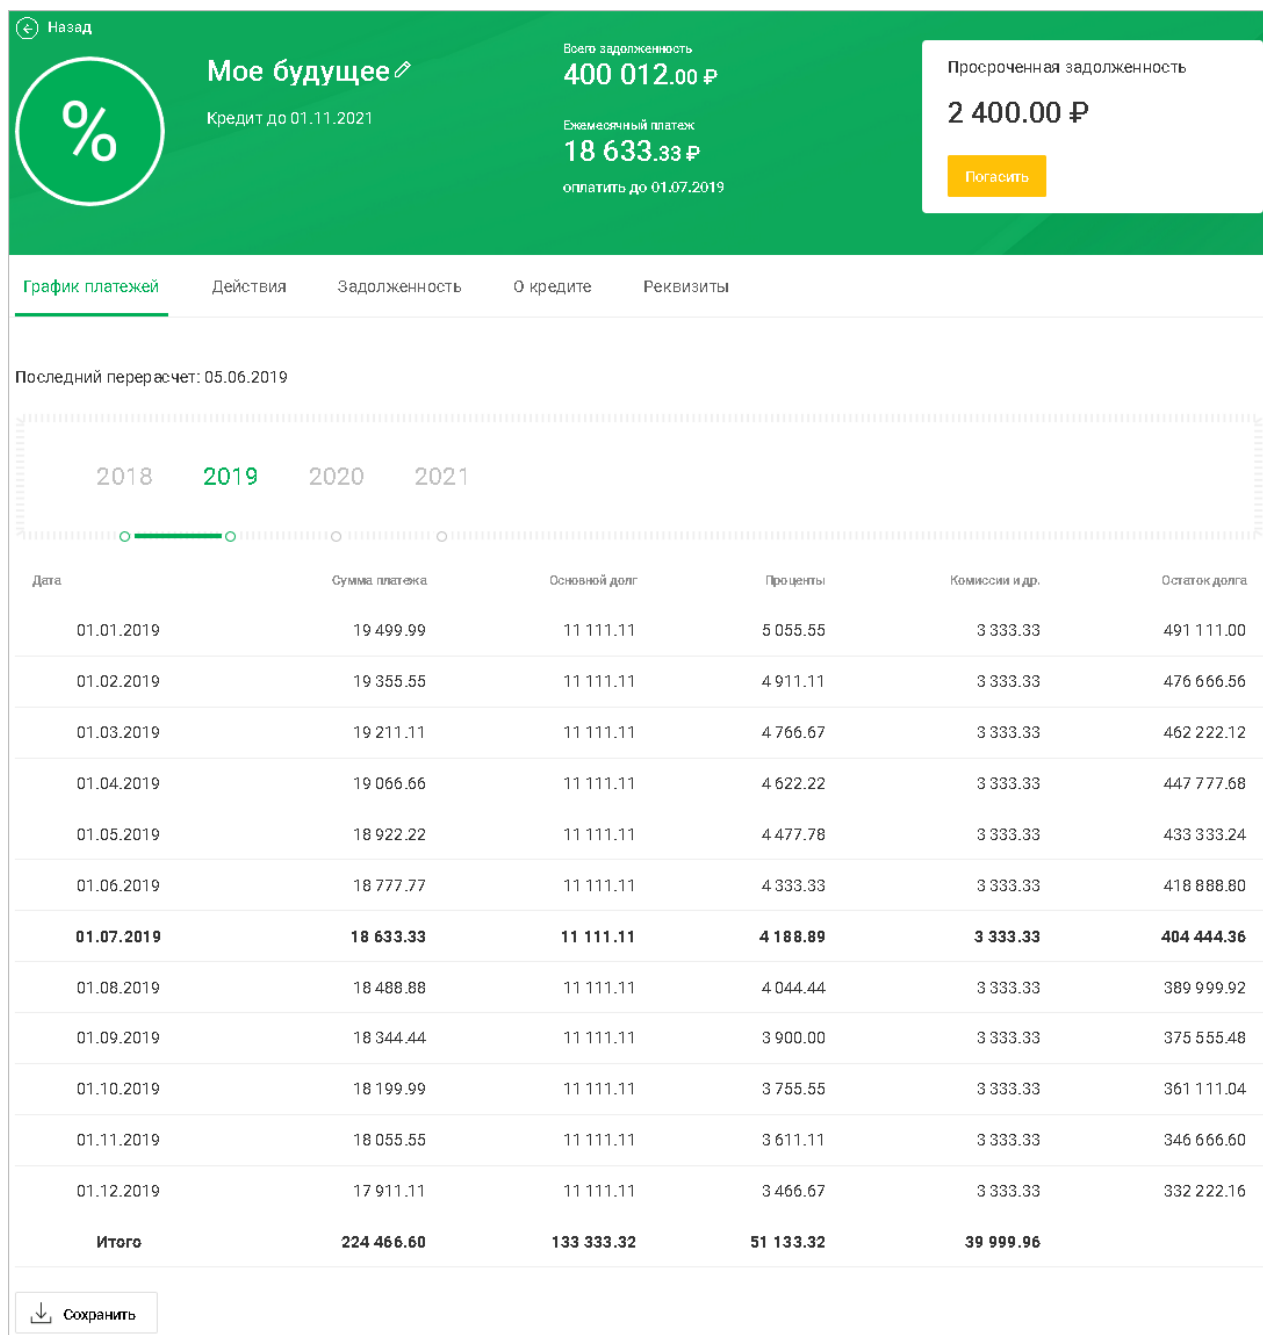 Назад
Мое будущее
Кредит до 01.11.2021
Всего задолженность
400 012.00 ₽
Ежемесячный платеж
18 633.33 ₽
оплатить до 01.07.2019
Просроченная задолженность
2 400.00 ₽
Погасить
%
График платежей Действия Задолженность О кредите Реквизиты
Последний перерасчет: 05.06.2019
2018 2019 2020 2021
Дата Сумма платежа Основной долг Проценты Комиссии и др. Остаток долга
01.01.2019 19 499.99 11 111.11 5 055.55 3 333.33 491 111.00
01.02.2019 19 355.55 11 111.11 4 911.11 3 333.33 476 666.56
01.03.2019 19 211.11 11 111.11 4 766.67 3 333.33 462 222.12
01.04.2019 19 066.66 11 111.11 4 622.22 3 333.33 447 777.68
01.05.2019 18 922.22 11 111.11 4 477.78 3 333.33 433 333.24
01.06.2019 18 777.77 11 111.11 4 333.33 3 333.33 418 888.80
01.07.2019 18 633.33 11 111.11 4 188.89 3 333.33 404 444.36
01.08.2019 18 488.88 11 111.11 4 044.44 3 333.33 389 999.92
01.09.2019 18 344.44 11 111.11 3 900.00 3 333.33 375 555.48
01.10.2019 18 199.99 11 111.11 3 755.55 3 333.33 361 111.04
01.11.2019 18 055.55 11 111.11 3 611.11 3 333.33 346 666.60
01.12.2019 17 911.11 11 111.11 3 466.67 3 333.33 332 222.16
Итого 224 466.60 133 333.32 51 133.32 39 999.96
Сохранить